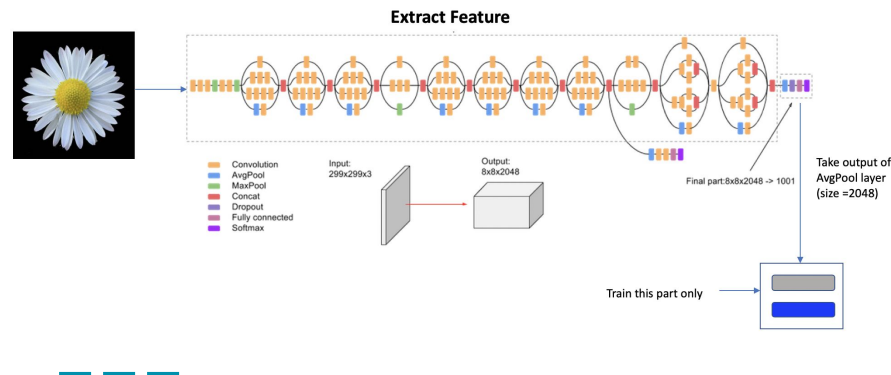 Extract Feature
Convolution
AvgPool
MaxPool
Concat
Dropout
Fully connected
Softmax
Input:
299x299x3
Output:
8x8x2048
Final part:8x8x2048 -> 1001
Take output of
AvgPool layer
(size =2048)
Train this part only